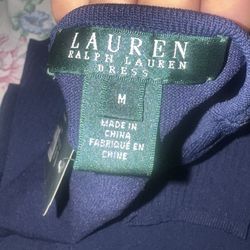 LAUREN
RALPH LAUREN
DRESS
M
MADE IN
CHINA
FABRIQUÉ EN
CHINE